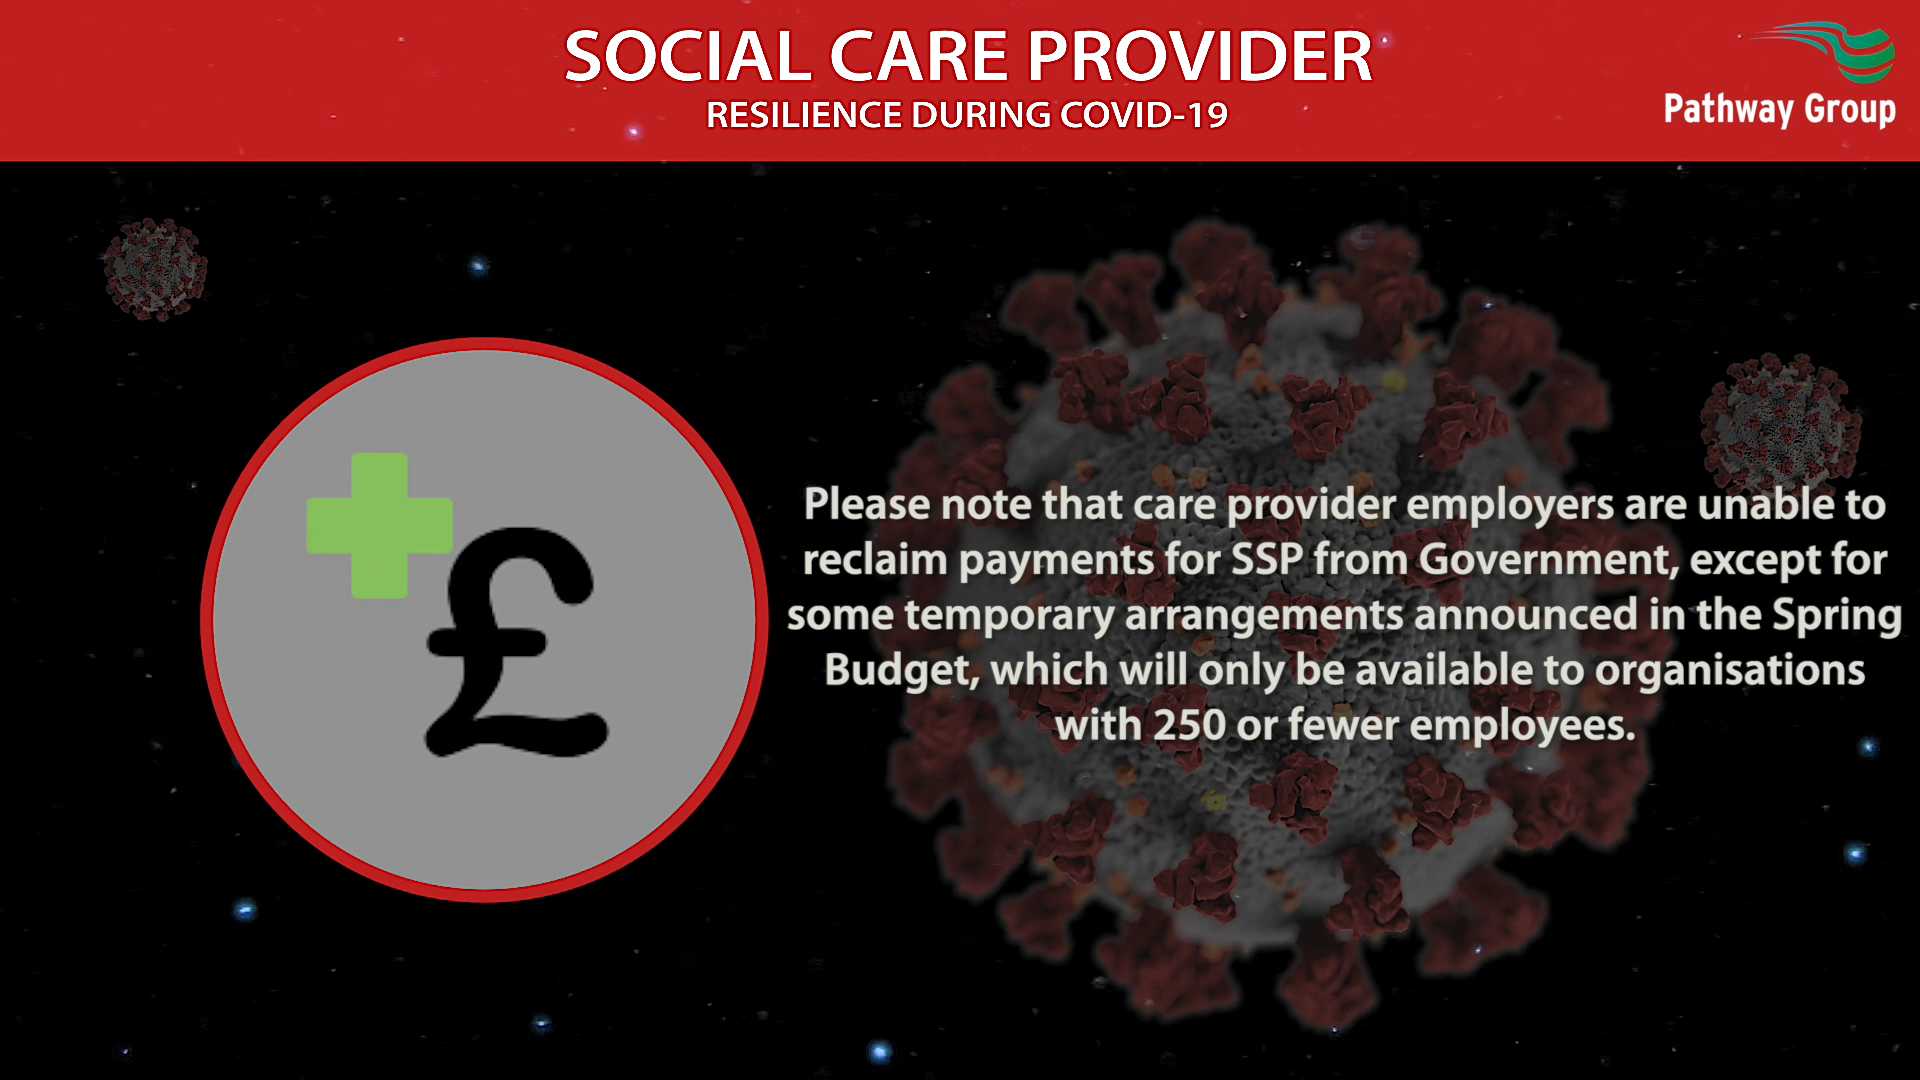 SOCIAL CARE PROVIDER
RESILIENCE DURING COVID-19
Pathway Group
£
Please note that care provider employers are unable to
reclaim payments for SSP from Government, except for
some temporary arrangements announced in the Spring
Budget, which will only be available to organisations
with 250 or fewer employees.